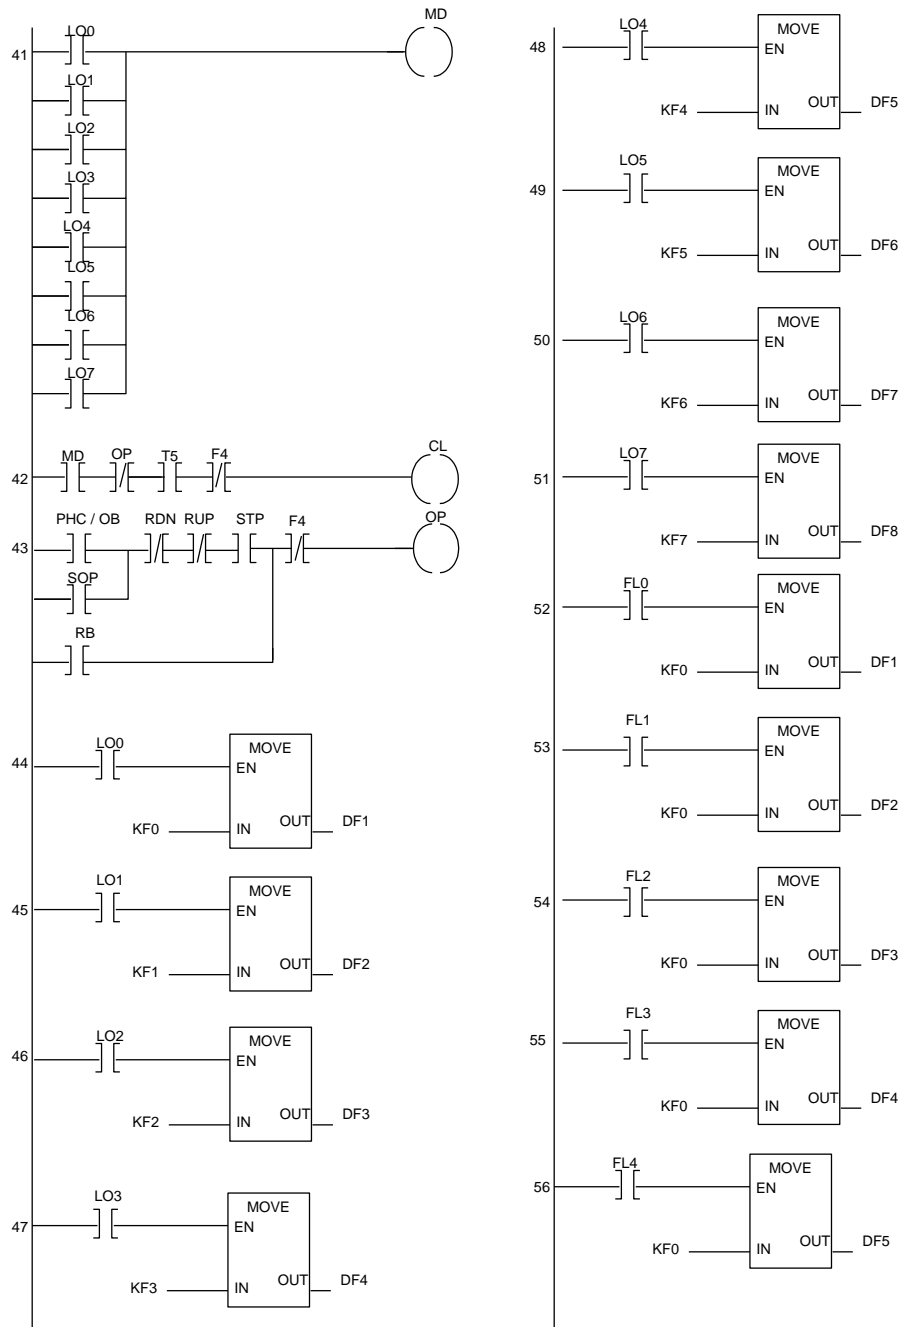 LO0
MD
41
LO1
LO2
LO3
LO4
LO5
LO6
LO7
MD OP T5 F4 CL
42
PHC / OB RDN RUP STP F4 OP
43
SOP
RB
LO0
44 MOVE
EN
KF0 IN OUT DF1
LO1
45 MOVE
EN
KF1 IN OUT DF2
LO2
46 MOVE
EN
KF2 IN OUT DF3
LO3
47 MOVE
EN
KF3 IN OUT DF4
LO4
48 MOVE
EN
KF4 IN OUT DF5
LO5
49 MOVE
EN
KF5 IN OUT DF6
LO6
50 MOVE
EN
KF6 IN OUT DF7
LO7
51 MOVE
EN
KF7 IN OUT DF8
FL0
52 MOVE
EN
KF0 IN OUT DF1
FL1
53 MOVE
EN
KF0 IN OUT DF2
FL2
54 MOVE
EN
KF0 IN OUT DF3
FL3
55 MOVE
EN
KF0 IN OUT DF4
FL4
56 MOVE
EN
KF0 IN OUT DF5